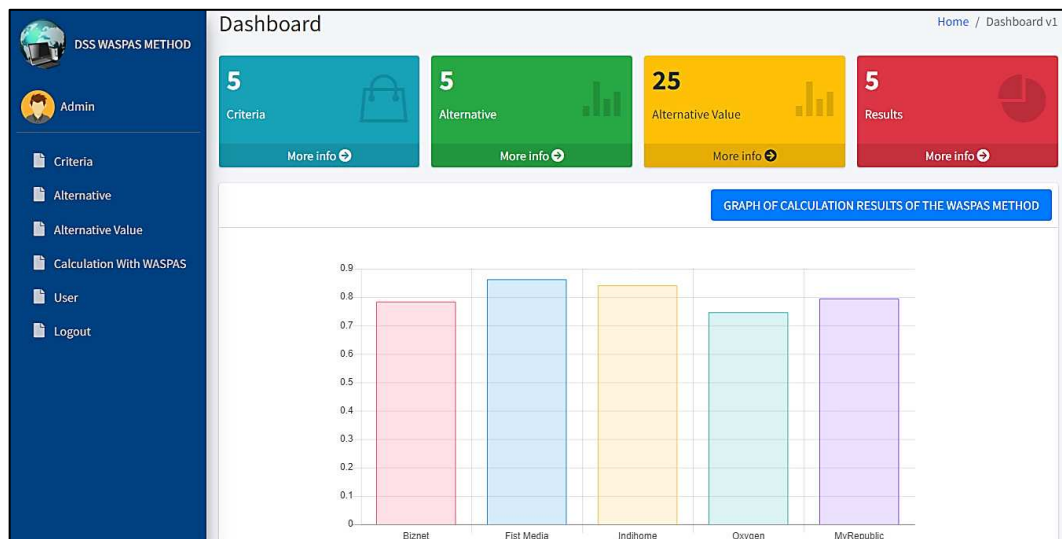 DSS WASPAS METHOD
Admin
Criteria
Alternative
Alternative Value
Calculation With WASPAS
User
Logout
Dashboard
Home / Dashboard v1
5
Criteria
More info
5
Alternative
More info
25
Alternative Value
More info
5
Results
More info
GRAPH OF CALCULATION RESULTS OF THE WASPAS METHOD
0.9
0.8
0.7
0.6
0.5
0.4
0.3
0.2
0.1
0
Biznet Fist Media Indihome Oxygen MyRepublic